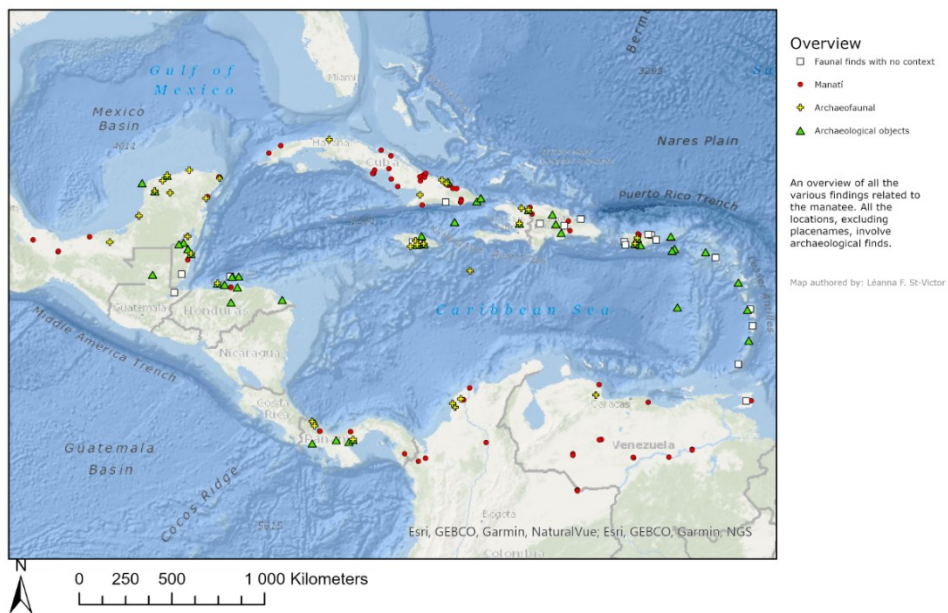 Gulf of
Mexico
Mexico
Basin
Miami
3293
Nares Plain
Havana
Cuba
Puerto Rico Trench
Guatemala
Honduras
Caribbean Sea
Nicaragua
Middle America Trench
Costa
Rica
Caracas
Venezuela
Guatemala
Basin
Cocos Ridge
Bogota
Colombia
Esri, GEBCO, Garmin, NaturalVue; Esri, GEBCO, Garmin, NGS
N
0 250 500 1 000 Kilometers
Overview
Faunal finds with no context
Manatí
Archaeofaunal
Archaeological objects
An overview of all the
various findings related to
the manatee. All the
locations, excluding
placenames, involve
archaeological finds.
Map authored by: Léanna F. St-Victor